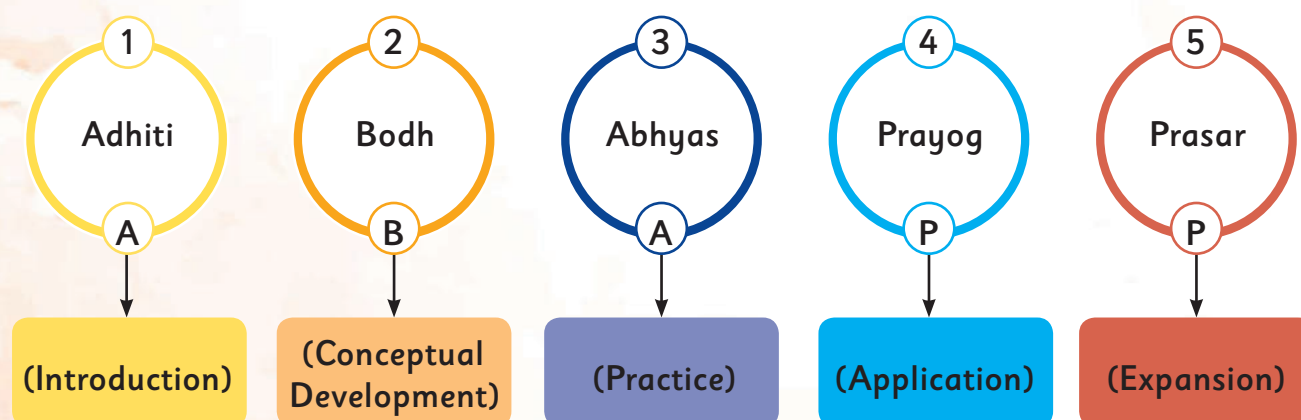 1 2 3 4 5
Adhiti Bodh Abhyas Prayog Prasar
A B A P P
(Introduction) (Conceptual Development) (Practice) (Application) (Expansion)